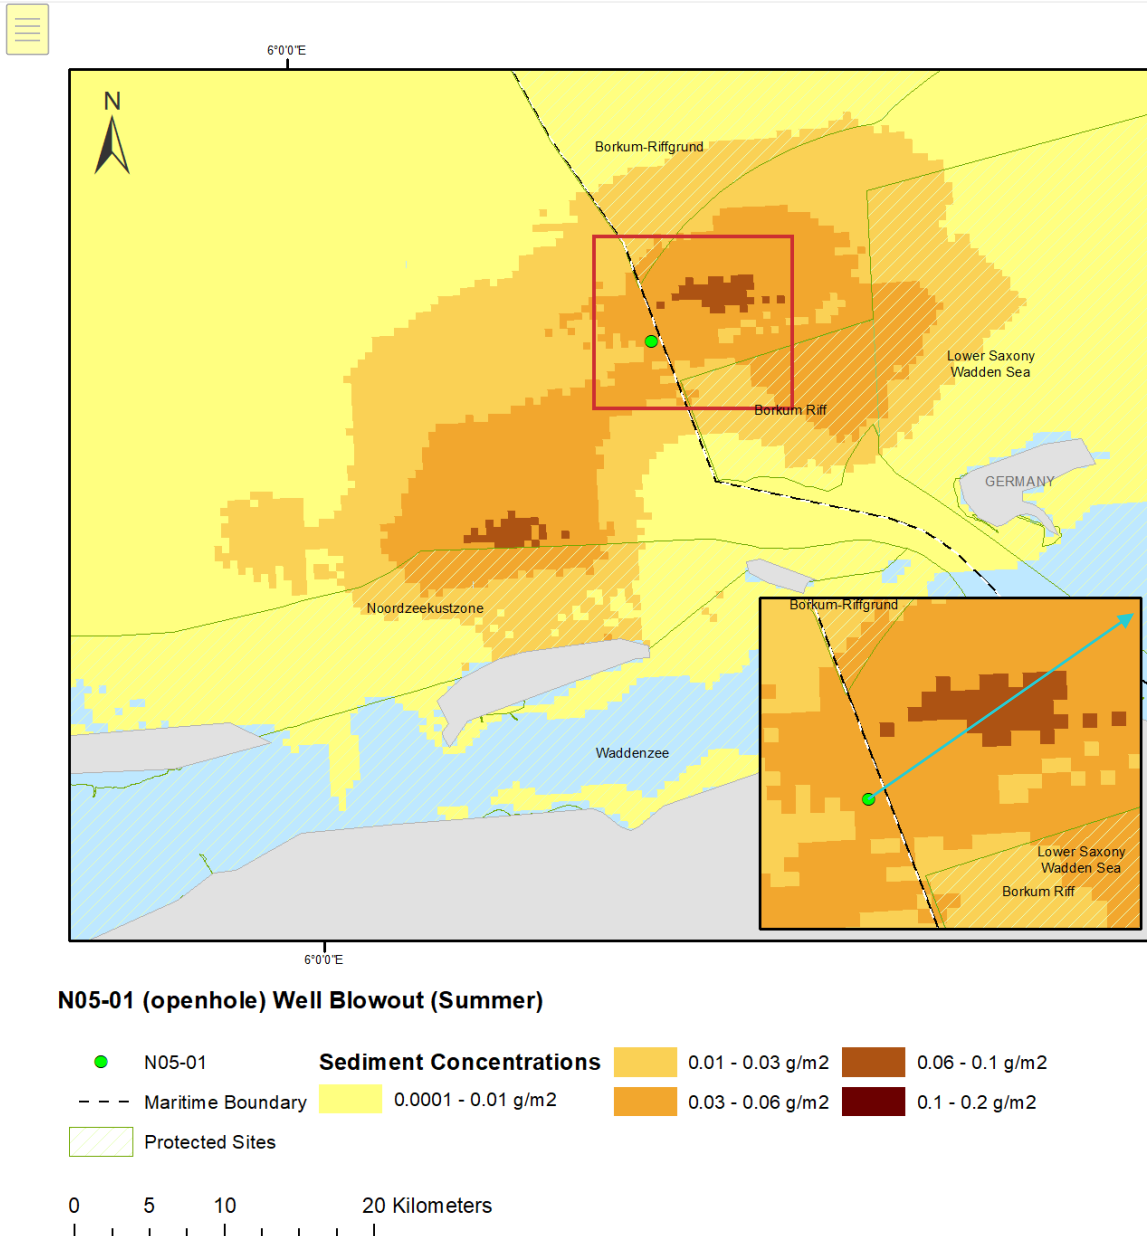 6°0'0"E
N
Borkum-Riffgrund
Lower Saxony
Wadden Sea
Borkum Riff
GERMANY
Noordzeekustzone
Borkum-Riffgrund
Waddenzee
Lower Saxony
Wadden Sea
Borkum Riff
6°0'0"E
N05-01 (openhole) Well Blowout (Summer)
N05-01
Maritime Boundary
Protected Sites
Sediment Concentrations
0.0001 - 0.01 g/m2
0.01 - 0.03 g/m2
0.03 - 0.06 g/m2
0.06 - 0.1 g/m2
0.1 - 0.2 g/m2
0 5 10 20 Kilometers